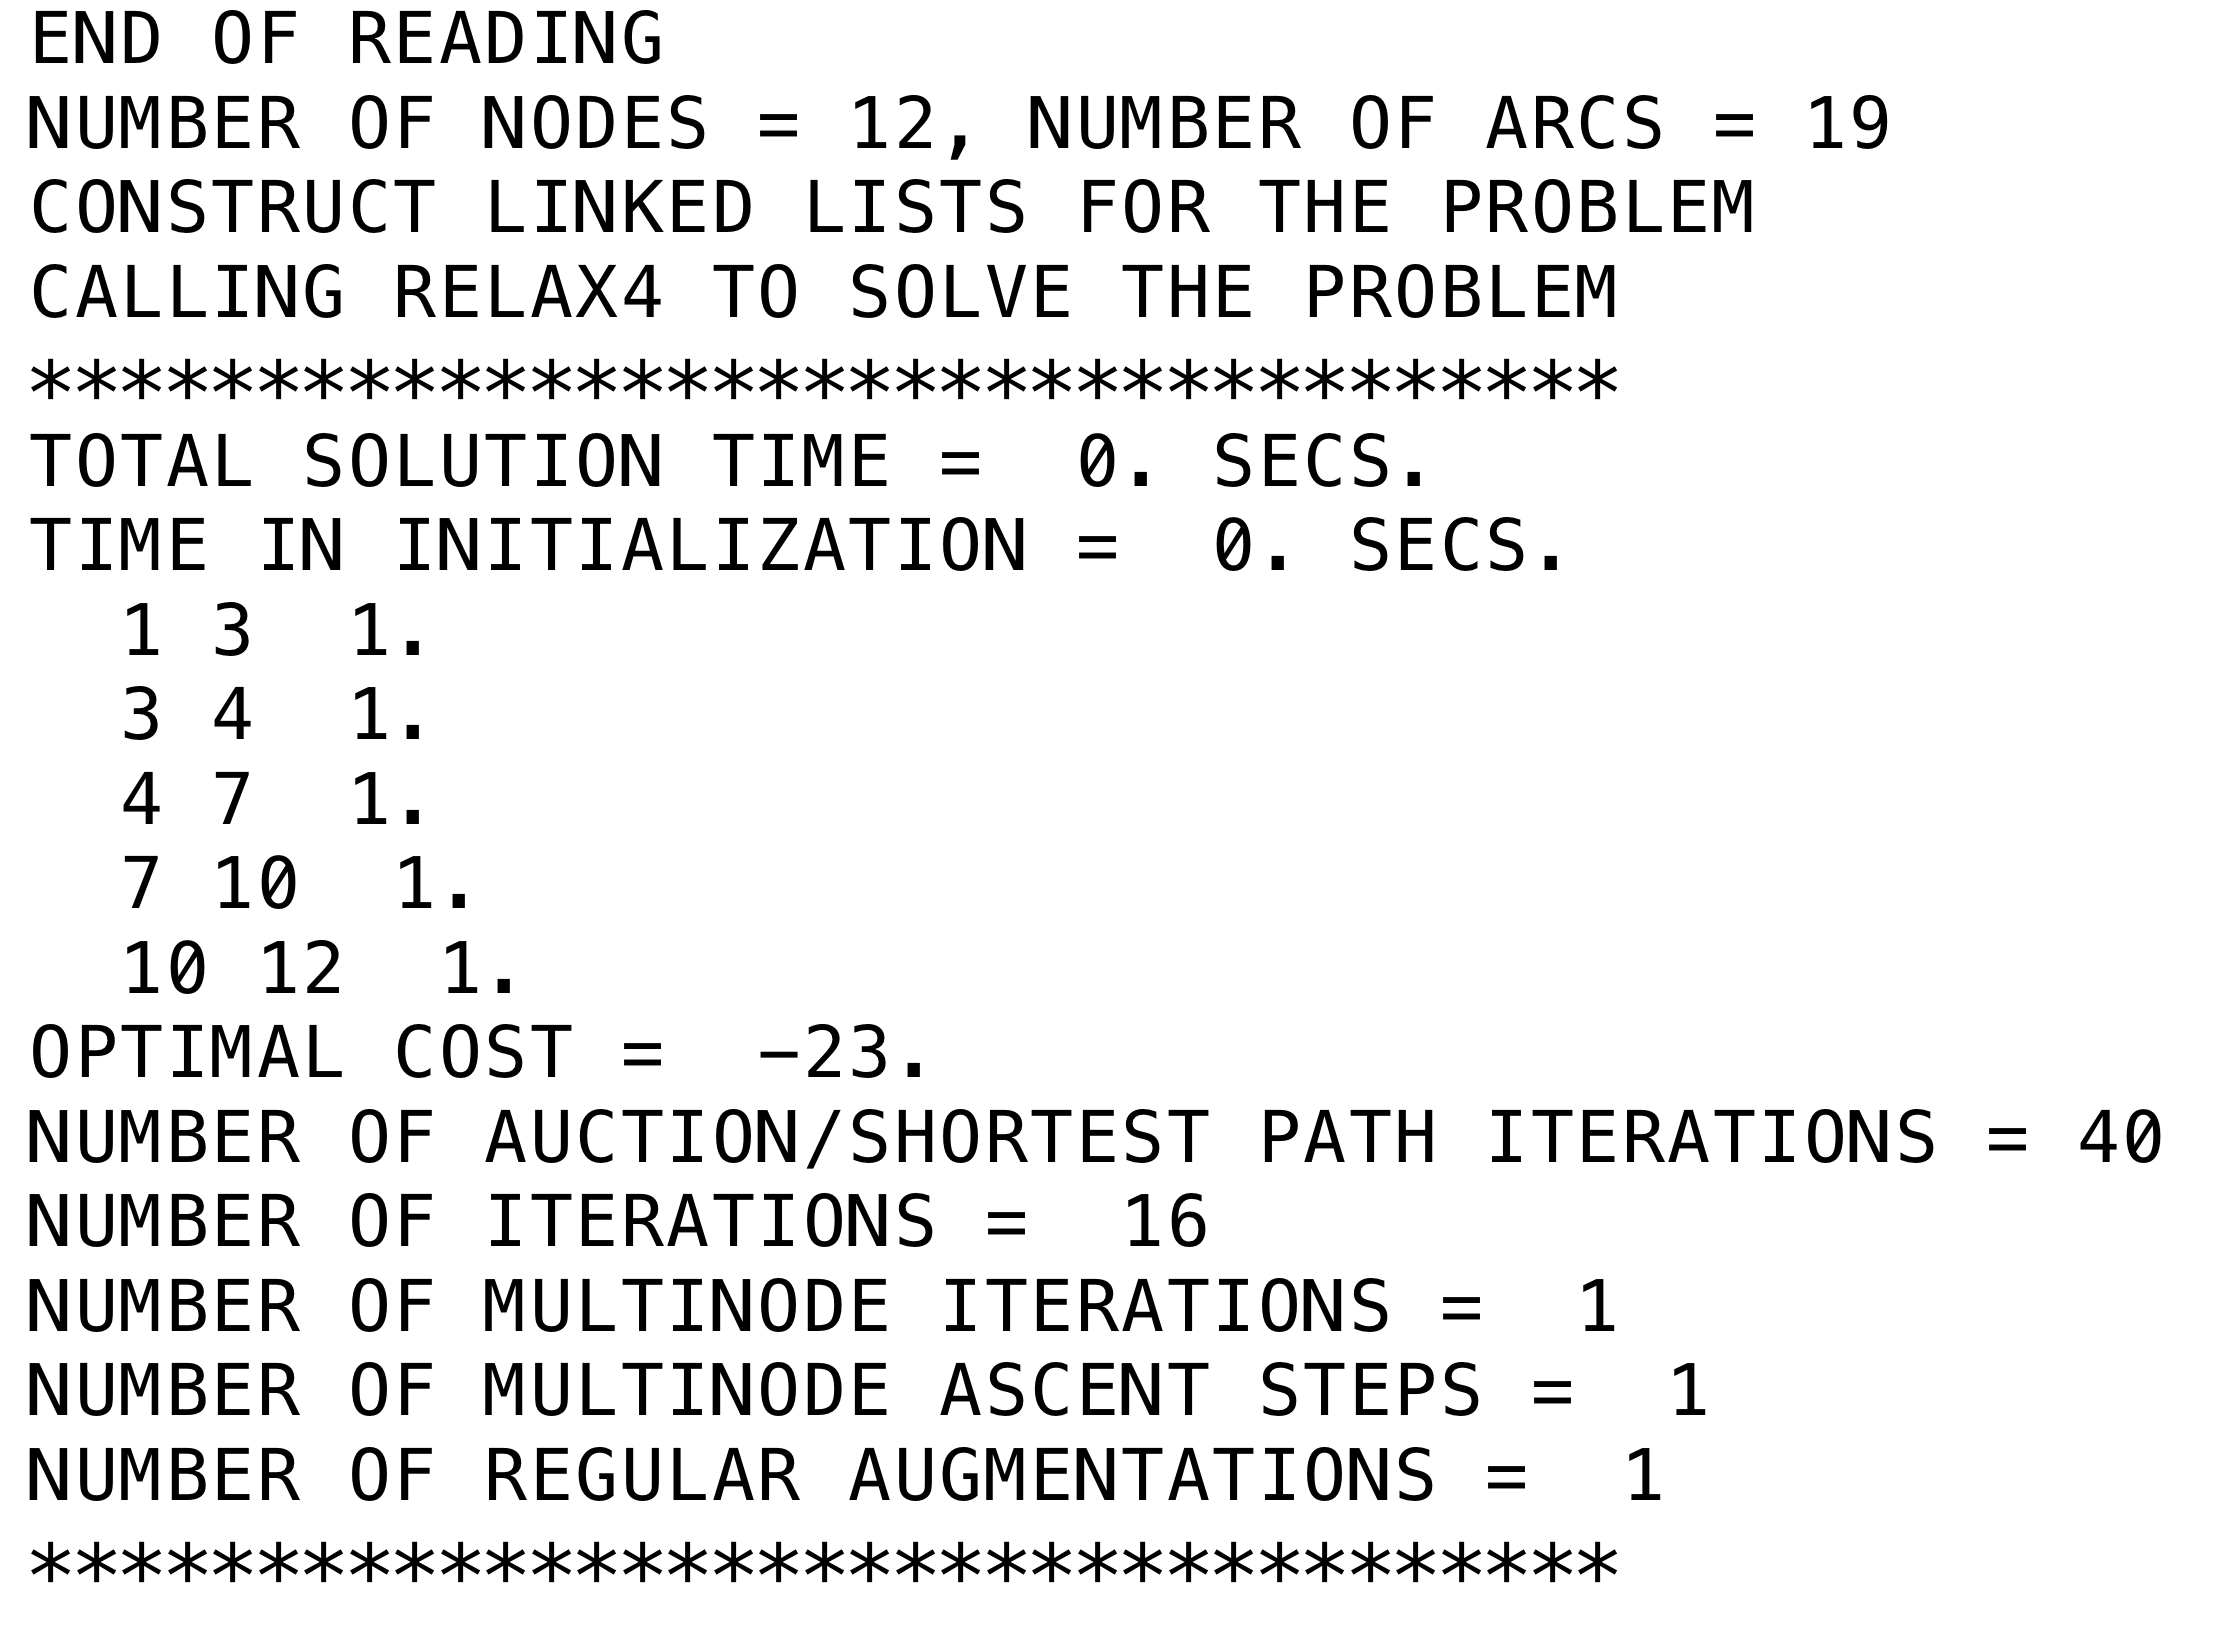 END OF READING
NUMBER OF NODES = 12, NUMBER OF ARCS = 19
CONSTRUCT LINKED LISTS FOR THE PROBLEM
CALLING RELAX4 TO SOLVE THE PROBLEM
***********************************
TOTAL SOLUTION TIME =  0. SECS.
TIME IN INITIALIZATION =  0. SECS.
  1 3  1.
  3 4  1.
  4 7  1.
  7 10  1.
  10 12  1.
OPTIMAL COST =  −23.
NUMBER OF AUCTION/SHORTEST PATH ITERATIONS = 40
NUMBER OF ITERATIONS =  16
NUMBER OF MULTINODE ITERATIONS =  1
NUMBER OF MULTINODE ASCENT STEPS =  1
NUMBER OF REGULAR AUGMENTATIONS =  1
***********************************